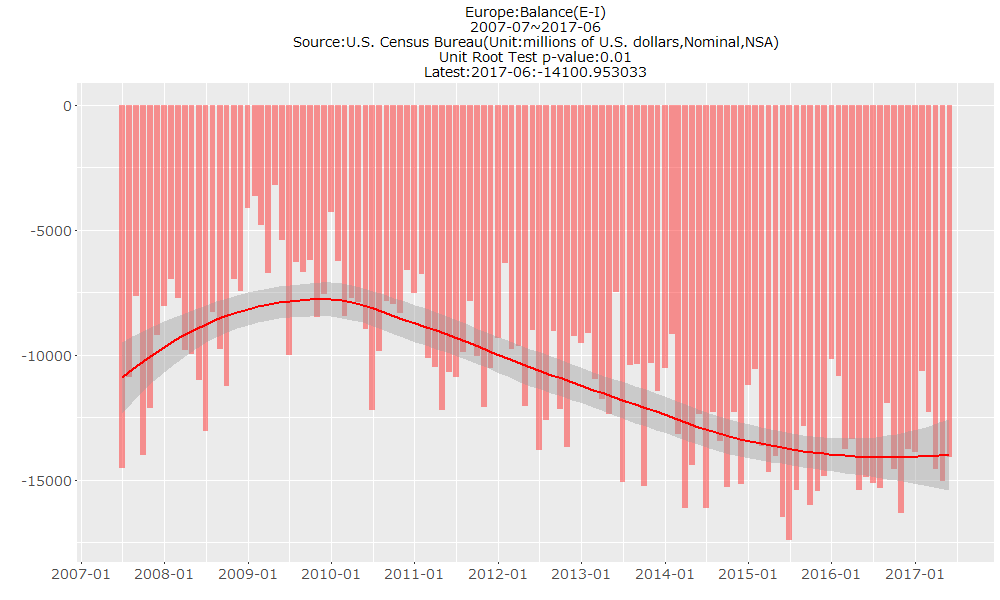 Europe:Balance(E-I)
2007-07~2017-06
Source:U.S. Census Bureau(Unit:millions of U.S. dollars,Nominal,NSA)
Unit Root Test p-value:0.01
Latest:2017-06:-14100.953033
0
-5000
-10000
-15000
2007-01 2008-01 2009-01 2010-01 2011-01 2012-01 2013-01 2014-01 2015-01 2016-01 2017-01